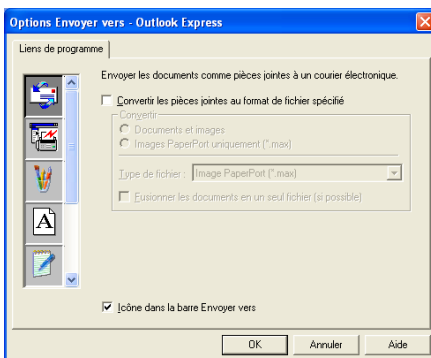 Options Envoyer vers - Outlook Express
Liens de programme
Envoyer les documents comme pièces jointes à un courier électronique.
Convertir les pièces jointes au format de fichier spécifié
Convertir
Documents et images
Images PaperPort uniquement (*.max)
Type de fichier : Image PaperPort (*.max)
Fusionner les documents en un seul fichier (si possible)
A
Icône dans la barre Envoyer vers
OK Annuler Aide